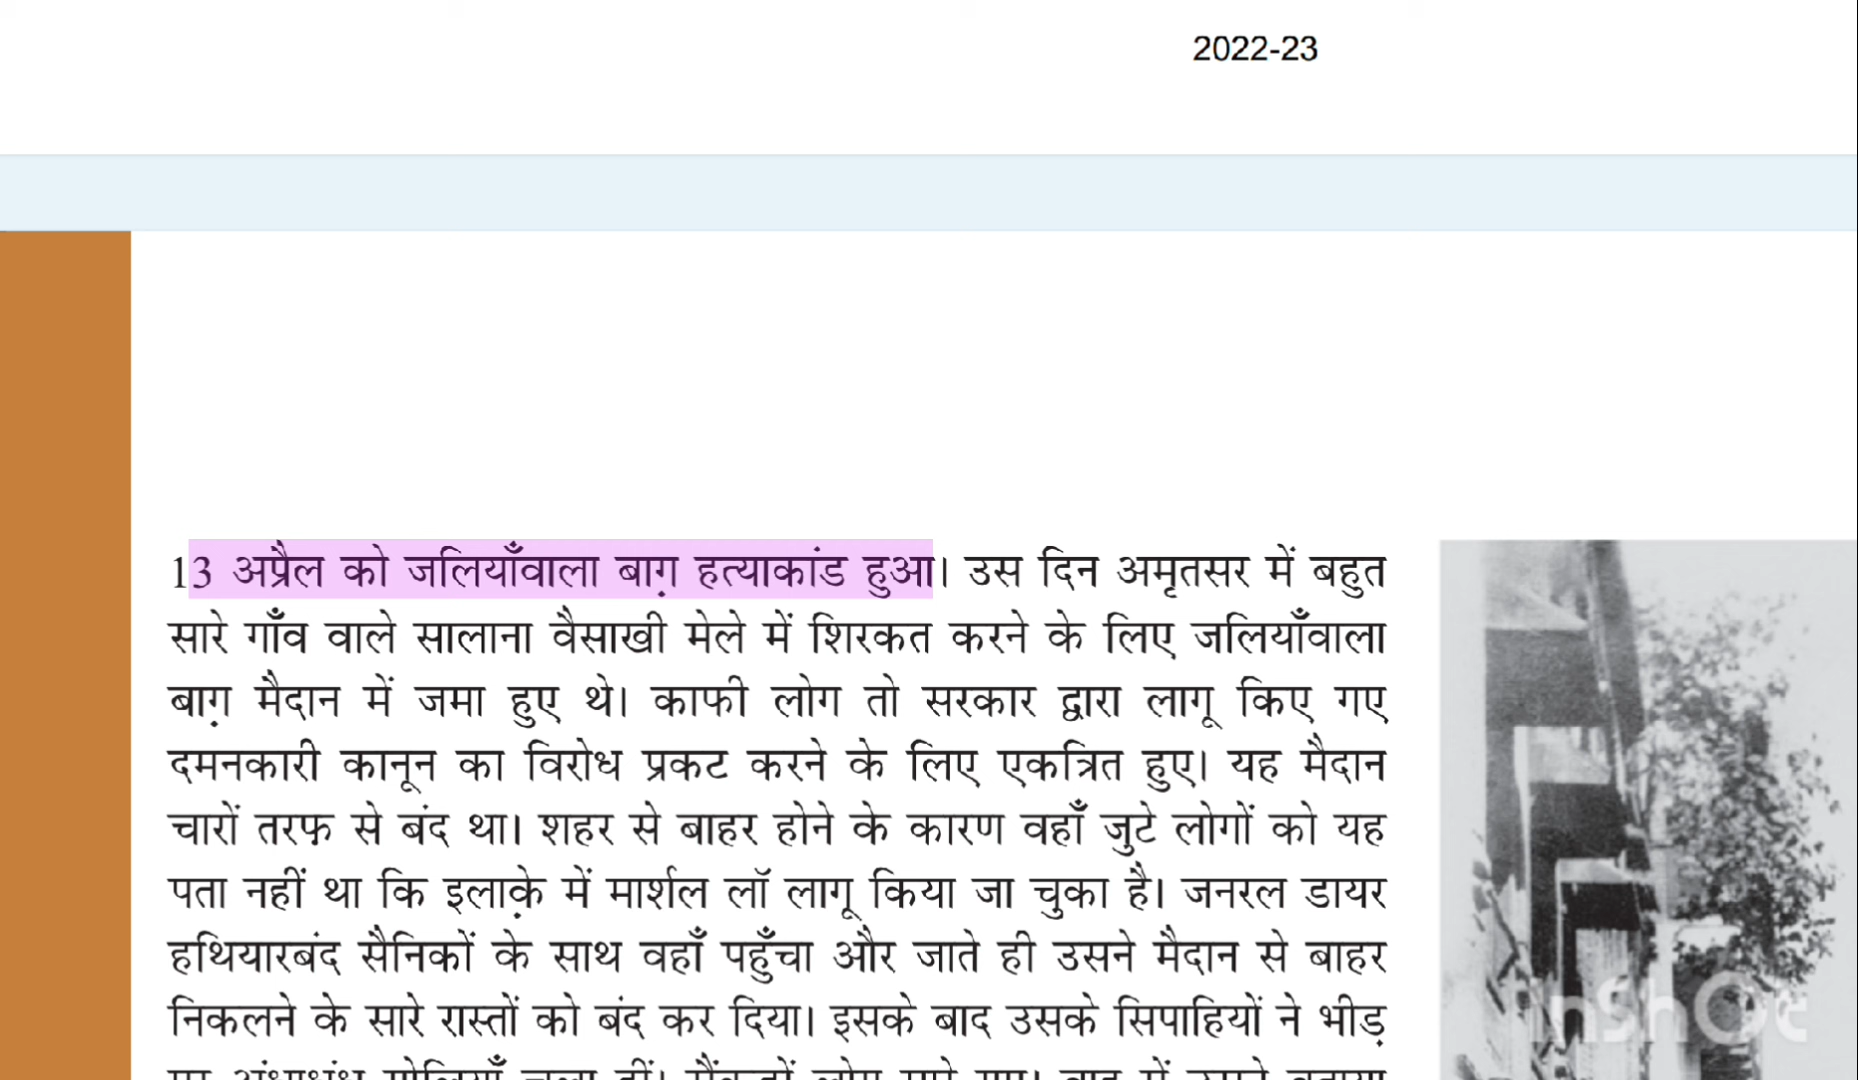 2022-23
13 अप्रैल को जलियाँवाला बाग़ हत्याकांड हुआ। उस दिन अमृतसर में बहुत
सारे गाँव वाले सालाना वैसाखी मेले में शिरकत करने के लिए जलियाँवाला
बाग़ मैदान में जमा हुए थे। काफी लोग तो सरकार द्वारा लागू किए गए
दमनकारी कानून का विरोध प्रकट करने के लिए एकत्रित हुए। यह मैदान
चारों तरफ़ से बंद था। शहर से बाहर होने के कारण वहाँ जुटे लोगों को यह
पता नहीं था कि इलाक़े में मार्शल लॉ लागू किया जा चुका है। जनरल डायर
हथियारबंद सैनिकों के साथ वहाँ पहुँचा और जाते ही उसने मैदान से बाहर
निकलने के सारे रास्तों को बंद कर दिया। इसके बाद उसके सिपाहियों ने भीड़
InShOt